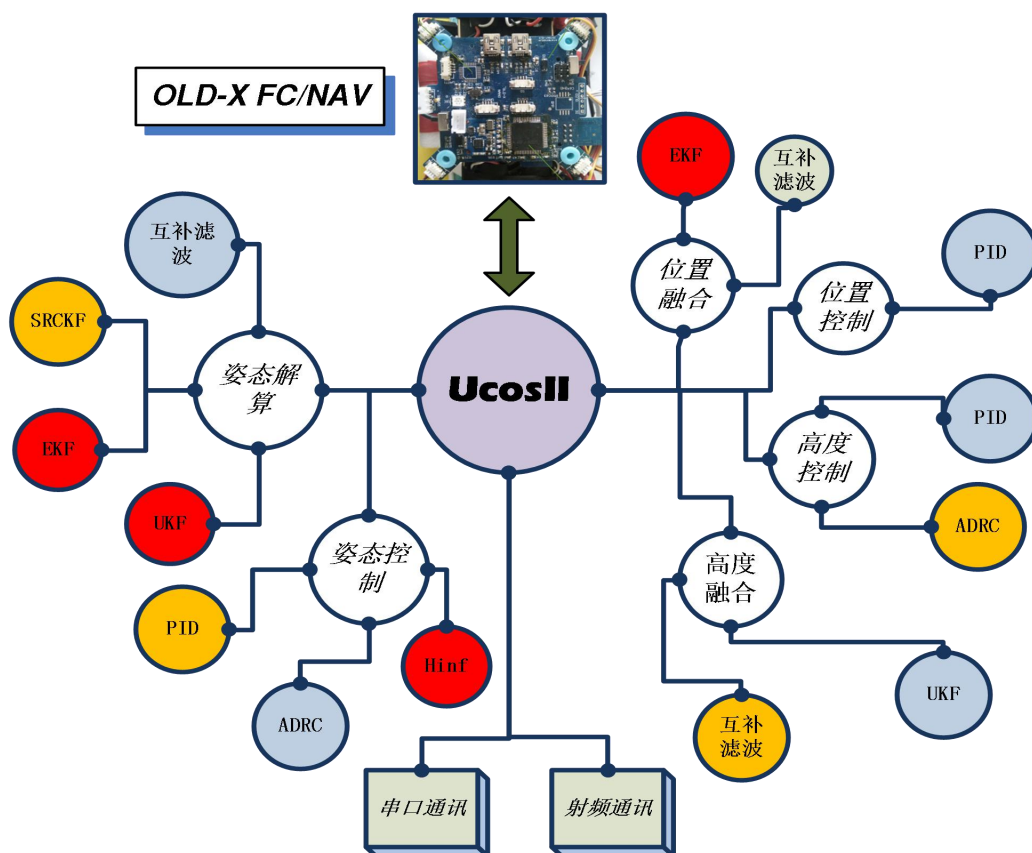 OLD-X FC/NAV
EKF
互补
滤波
互补滤
波
位置
融合
PID
位置
控制
SRCKF
姿态解
算
UcosII
PID
高度
控制
EKF
UKF
ADRC
姿态控
制
高度
融合
PID
Hinf
ADRC
UKF
互补
滤波
串口通讯
射频通讯